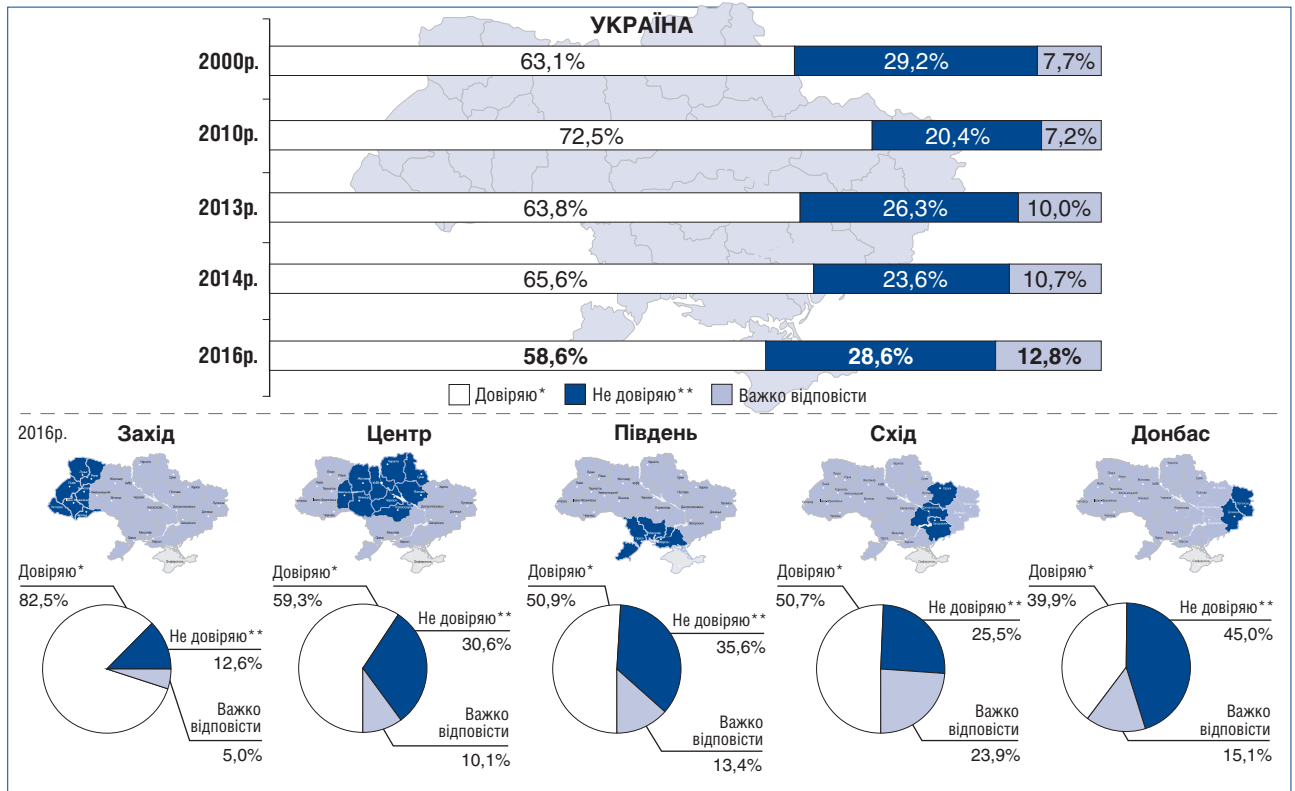 УКРАЇНА
2000р.
63,1%
29,2%
7,7%
2010р.
72,5%
20,4%
7,2%
2013р.
63,8%
26,3%
10,0%
2014р.
65,6%
23,6%
10,7%
2016р.
58,6%
28,6%
12,8%
Довіряю*
Не довіряю**
Важко відповісти
2016р.
Захід
Довіряю*
82,5%
Не довіряю**
12,6%
Важко
відповісти
5,0%
Центр
Довіряю*
59,3%
Не довіряю**
30,6%
Важко
відповісти
10,1%
Південь
Довіряю*
50,9%
Не довіряю**
35,6%
Важко
відповісти
13,4%
Схід
Довіряю*
50,7%
Не довіряю**
25,5%
Важко
відповісти
23,9%
Донбас
Довіряю*
39,9%
Не довіряю**
45,0%
Важко
відповісти
15,1%